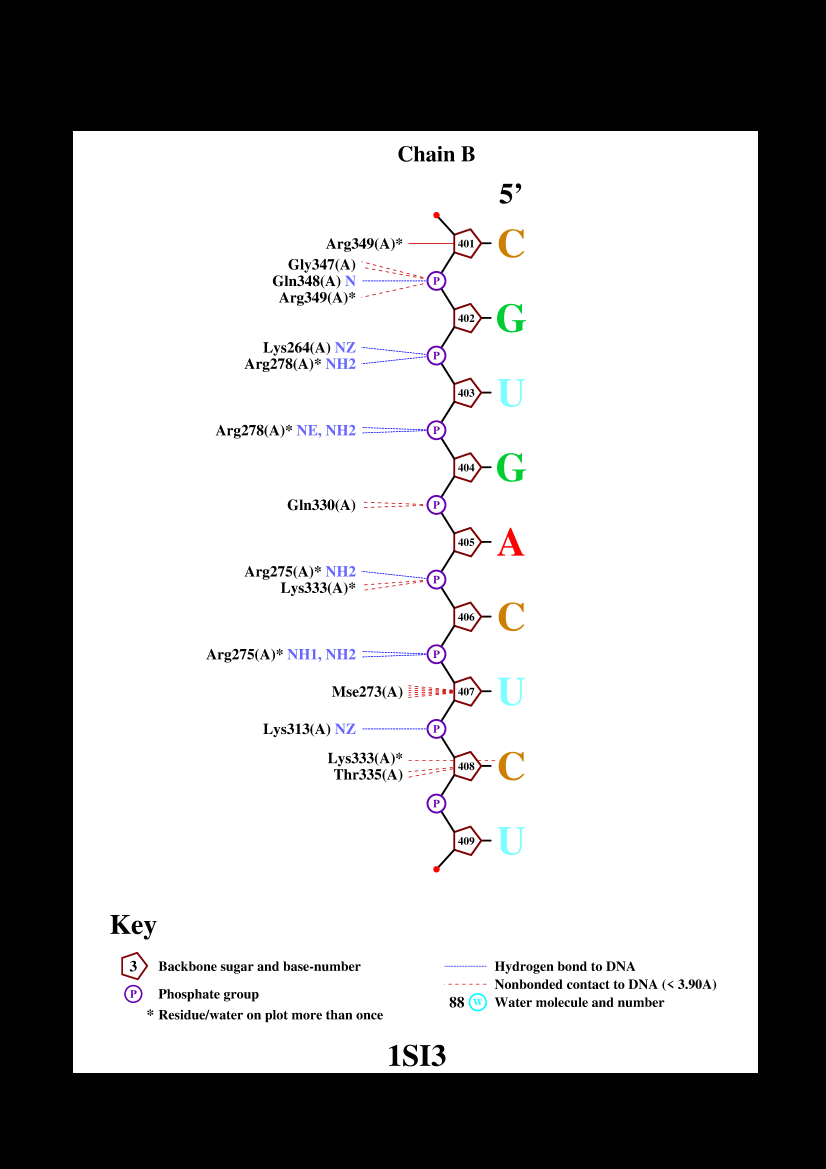 Chain B
5’
Arg349(A)* 401 C
Gly347(A)
Gln348(A) N P
Arg349(A)*
402 G
Lys264(A) NZ P
Arg278(A)* NH2
403 U
Arg278(A)* NE, NH2 P
404 G
Gln330(A) P
405 A
Arg275(A)* NH2 P
Lys333(A)*
406 C
Arg275(A)* NH1, NH2 P
Mse273(A) 407 U
Lys313(A) NZ P
Lys333(A)* 408 C
Thr335(A)
P
409 U
Key
3 Backbone sugar and base-number
P Phosphate group
* Residue/water on plot more than once
Hydrogen bond to DNA
Nonbonded contact to DNA (< 3.90A)
88 W Water molecule and number
1SI3